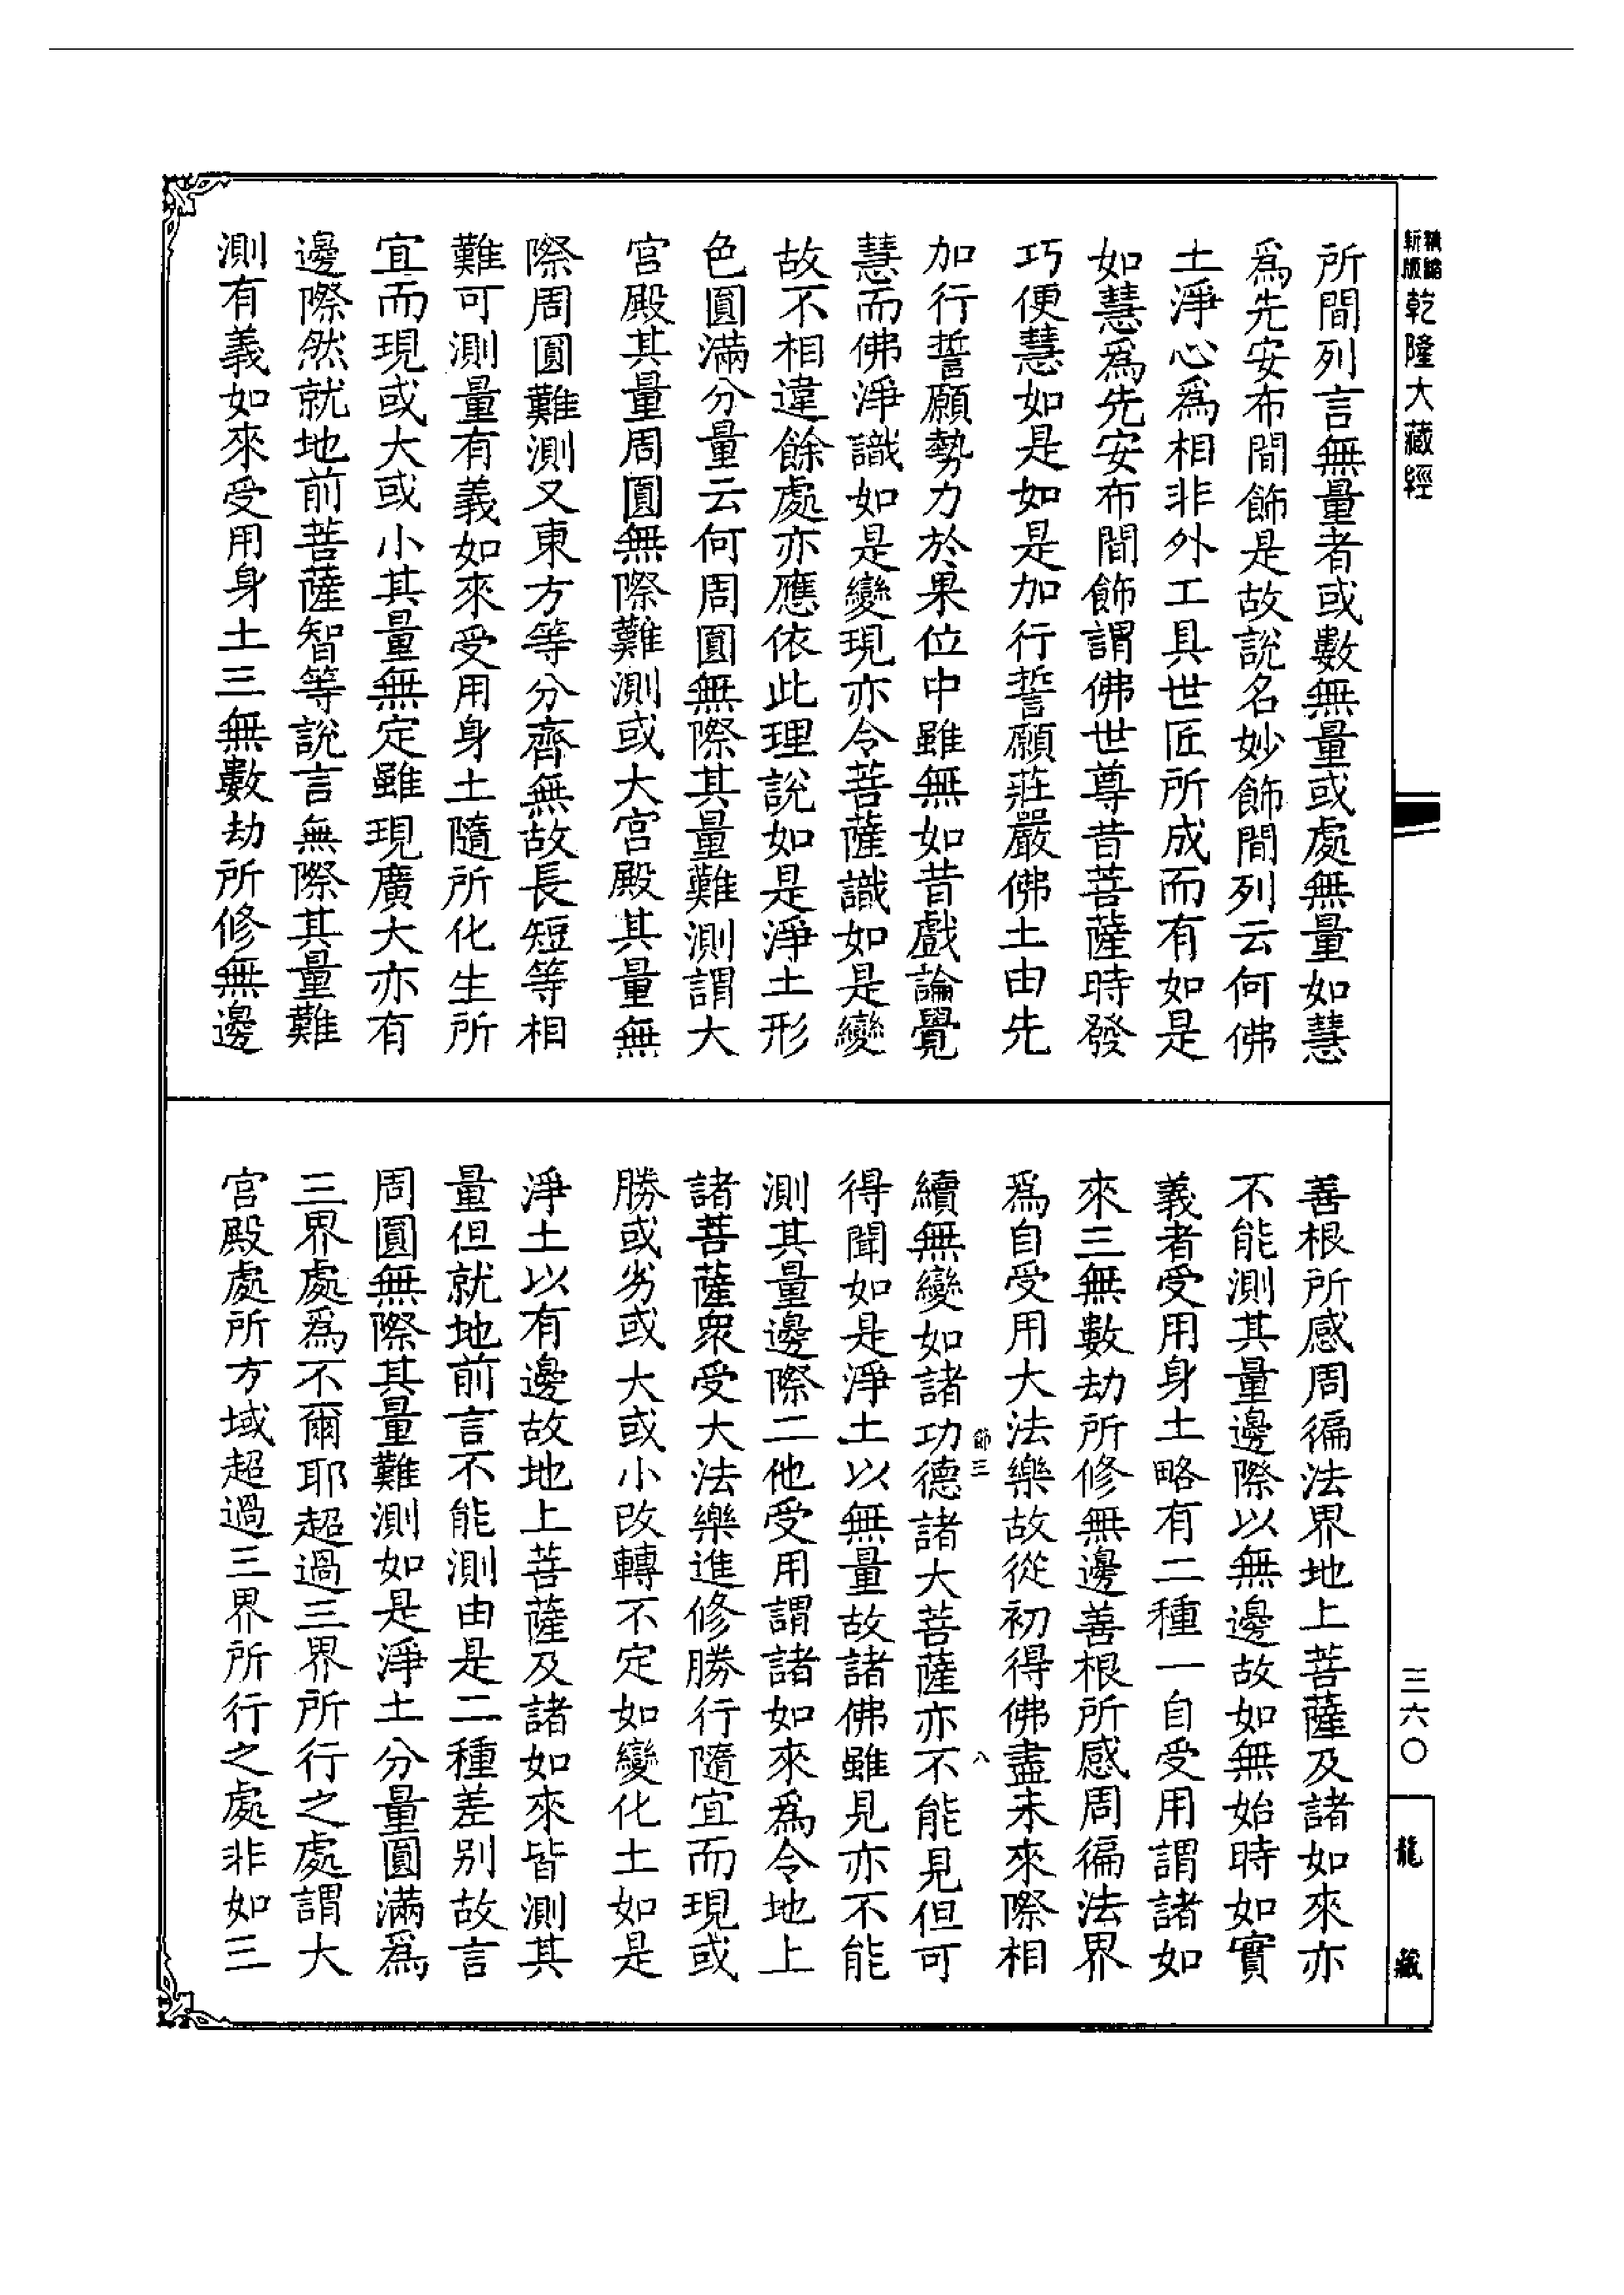 精縮新版乾隆大藏經
三六〇
龍藏
所間列言無量者或數無量或處無量如慧
爲先安布間飾是故說名妙飾間列云何佛
土淨心爲相非外工具世匠所成而有如是
如慧爲先安布間飾謂佛世尊昔菩薩時發
巧便慧如是如是加行誓願莊嚴佛土由先
加行誓願勢力於果位中雖無如昔戲論覺
慧而佛淨識如是變現亦令菩薩識如是變
故不相違餘處亦應依此理說如是淨土形
色圓滿分量云何周圓無際其量難測謂大
宮殿其量周圓無際難測或大宮殿其量無
際周圓難測又東方等分齊無故長短等相
難可測量有義如來受用身土隨所化生所
宜而現或大或小其量無定雖現廣大亦有
邊際然就地前菩薩智等說言無際其量難
測有義如來受用身土三無數劫所修無邊
善根所感周徧法界地上菩薩及諸如來亦
不能測其量邊際以無邊故如無始時如實
義者受用身土略有二種一自受用謂諸如
來三無數劫所修無邊善根所感周徧法界
爲自受用大法樂故從初得佛盡未來際相
節三 八
續無變如諸功德諸大菩薩亦不能見但可
得聞如是淨土以無量故諸佛雖見亦不能
測其量邊際二他受用謂諸如來爲令地上
諸菩薩衆受大法樂進修勝行隨宜而現或
勝或劣或大或小改轉不定如變化土如是
淨土以有邊故地上菩薩及諸如來皆測其
量但就地前言不能測由是二種差別故言
周圓無際其量難測如是淨土分量圓滿爲
三界處爲不爾耶超過三界所行之處謂大
宮殿處所方域超過三界所行之處非如三